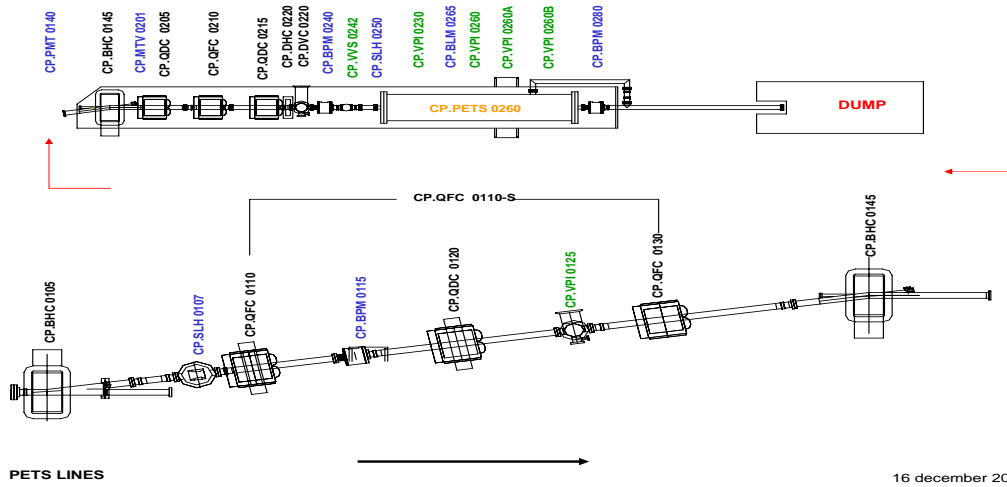 CP.PMT 0140
CP.BHC 0145
CP.MTV 0201
CP.QDC 0205
CP.QFC 0210
CP.QDC 0215
CP.DHC 0220
CP.DVC 0220
CP.BPM 0240
CP.VVS 0242
CP.SLH 0250
CP.VPI 0230
CP.BLM 0265
CP.VPI 0260
CP.VPI 0260A
CP.VPI 0260B
CP.BPM 0280
CP.PETS 0260
DUMP
CP.QFC 0110-S
CP.BHC 0105
CP.SLH 0107
CP.QFC 0110
CP.BPM 0115
CP.QDC 0120
CP.VPI 0125
CP.QFC 0130
CP.BHC 0145
PETS LINES
16 december 20